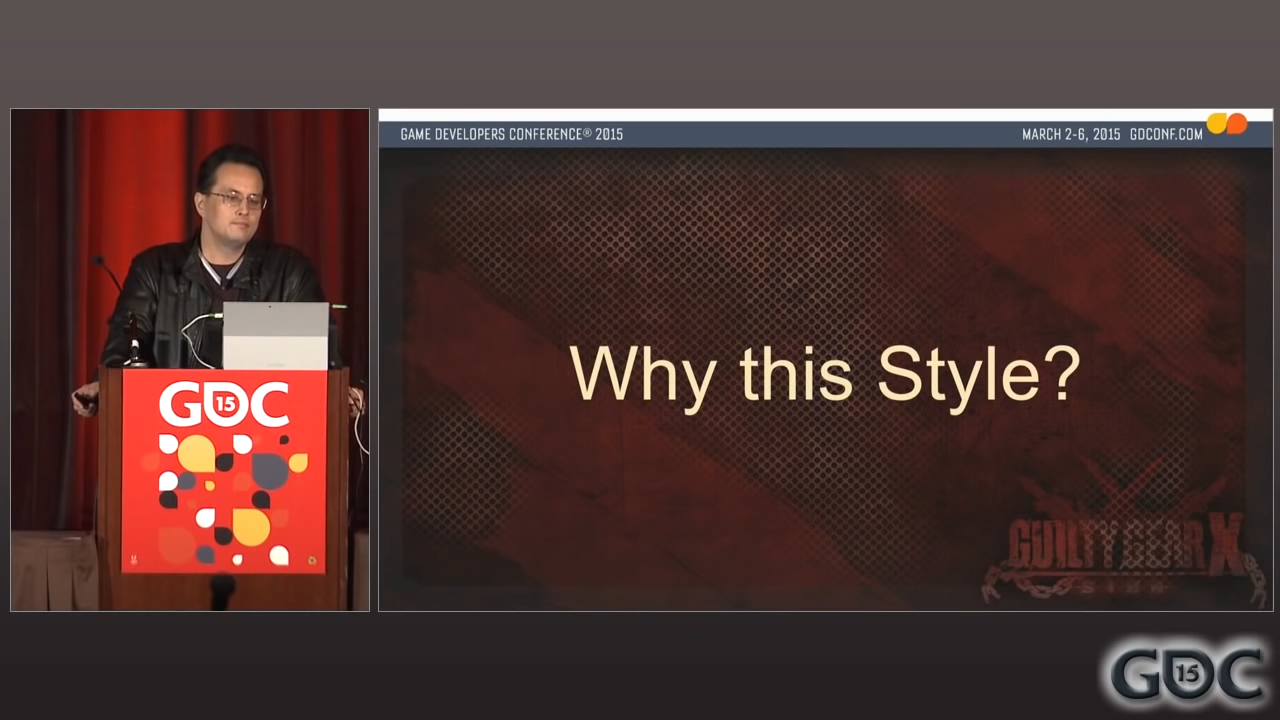 GAME DEVELOPERS CONFERENCE® 2015
MARCH 2-6, 2015 GDCONF.COM
Why this Style?
GUILTY GEAR X
SIGN
GDC
15
GDC
15